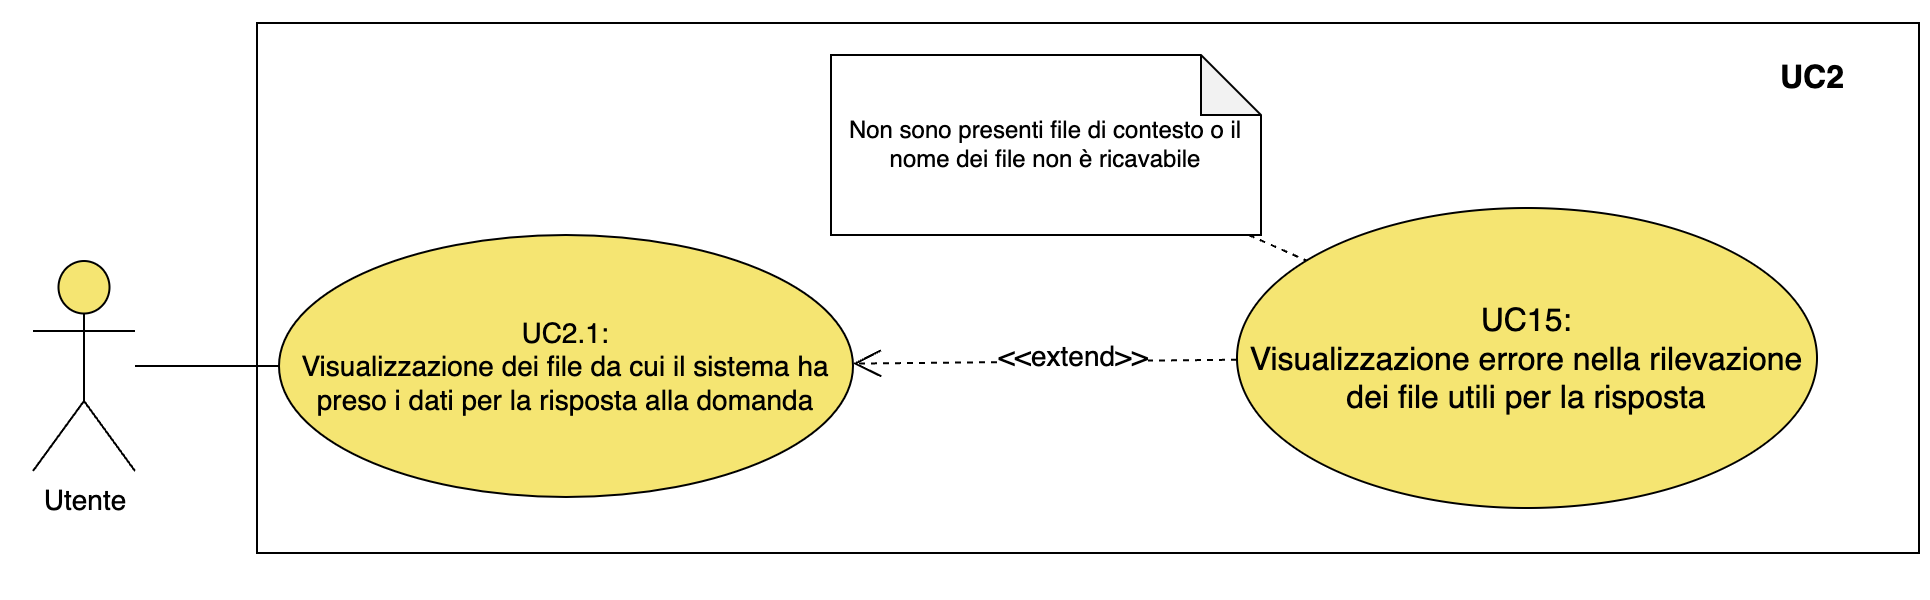 UC2
Non sono presenti file di contesto o il
nome dei file non è ricavabile
UC2.1:
Visualizzazione dei file da cui il sistema ha
preso i dati per la risposta alla domanda
<<extend>>
UC15:
Visualizzazione errore nella rilevazione
dei file utili per la risposta
Utente